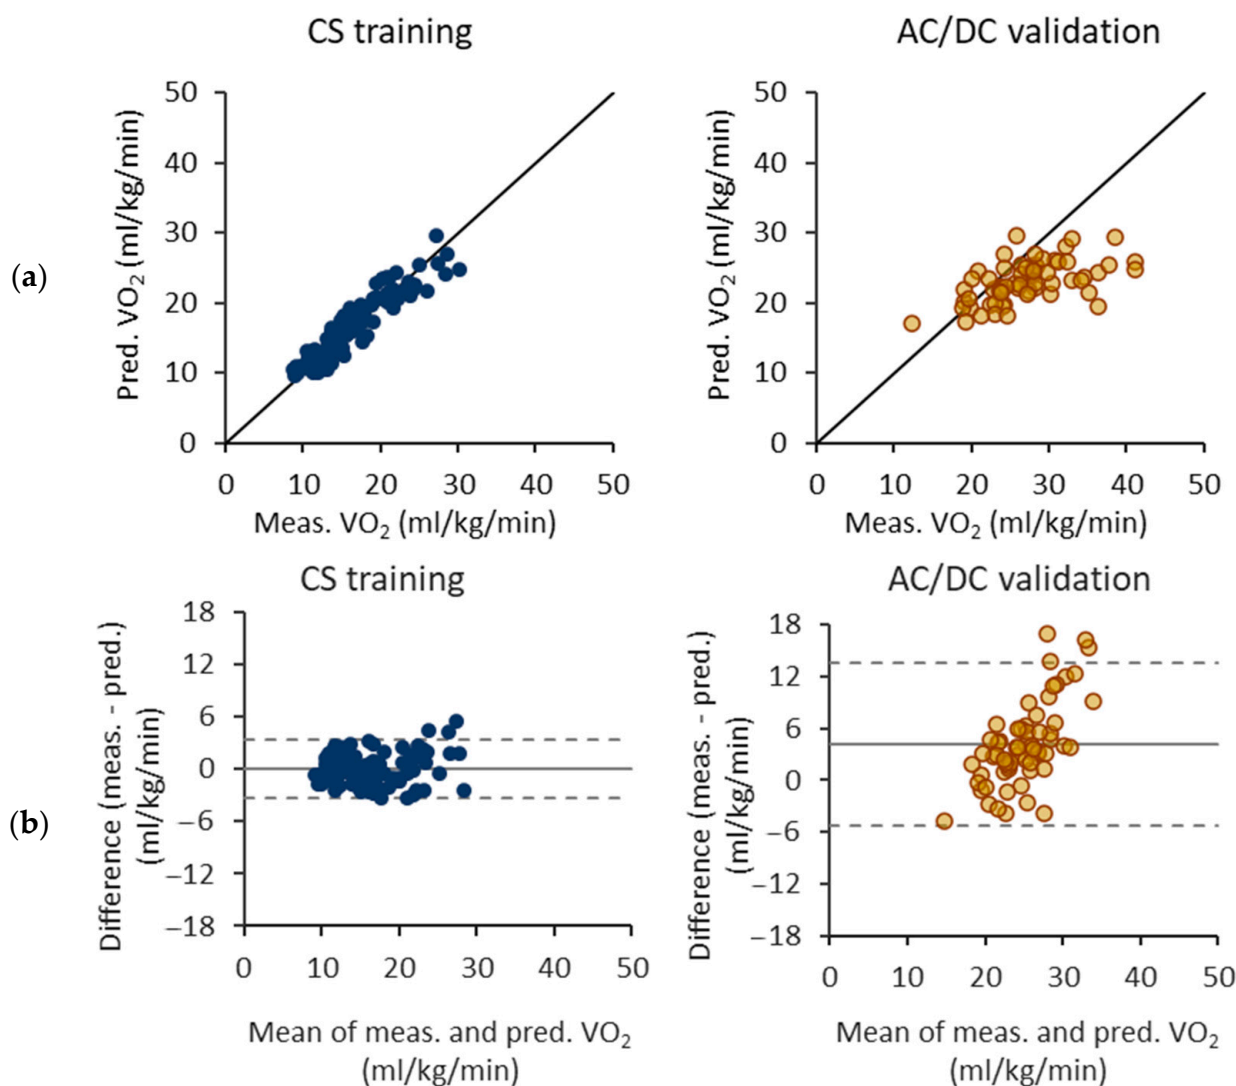 CS training
AC/DC validation
(a)
Pred. VO₂ (ml/kg/min)
50
40
30
20
10
0
0 10 20 30 40 50
Meas. VO₂ (ml/kg/min)
Pred. VO₂ (ml/kg/min)
50
40
30
20
10
0
0 10 20 30 40 50
Meas. VO₂ (ml/kg/min)
CS training
AC/DC validation
(b)
Difference (meas. - pred.)
(ml/kg/min)
18
12
6
0
−6
−12
−18
0 10 20 30 40 50
Mean of meas. and pred. VO₂
(ml/kg/min)
Difference (meas. - pred.)
(ml/kg/min)
18
12
6
0
−6
−12
−18
0 10 20 30 40 50
Mean of meas. and pred. VO₂
(ml/kg/min)